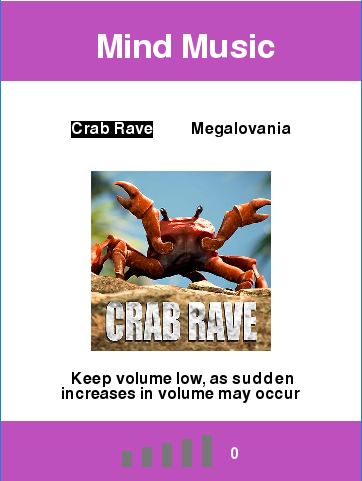 Mind Music
Crab Rave Megalovania
CRAB RAVE
Keep volume low, as sudden
increases in volume may occur
0